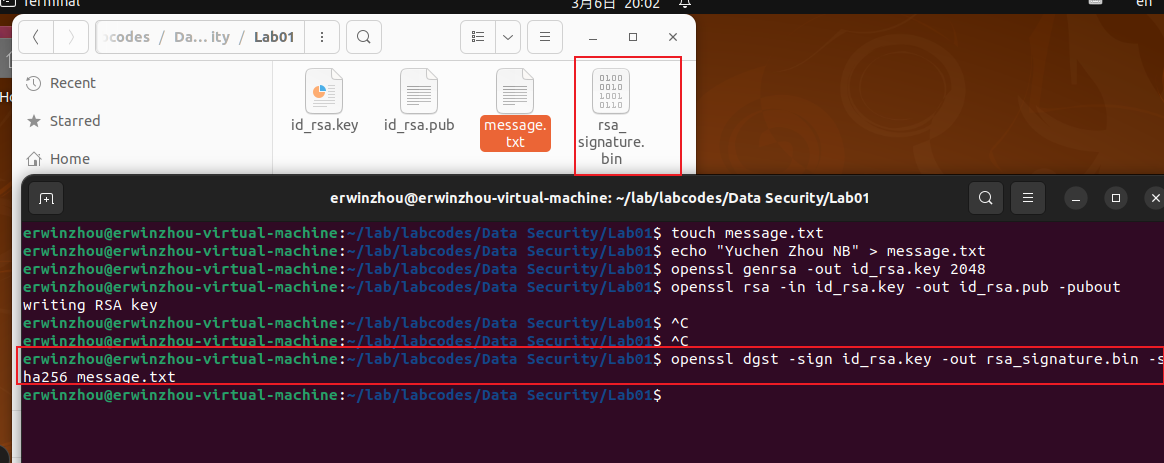 Terminal
3月6日 20:02
en
codes / Da...ity / Lab01
Recent
Starred
Home
id_rsa.key
id_rsa.pub
message.
txt
0100
1001
0110
rsa_
signature.
bin
erwinzhou@erwinzhou-virtual-machine: ~/lab/labcodes/Data Security/Lab01
erwinzhou@erwinzhou-virtual-machine:~/lab/labcodes/Data Security/Lab01$ touch message.txt
erwinzhou@erwinzhou-virtual-machine:~/lab/labcodes/Data Security/Lab01$ echo "Yuchen Zhou NB" > message.txt
erwinzhou@erwinzhou-virtual-machine:~/lab/labcodes/Data Security/Lab01$ openssl genrsa -out id_rsa.key 2048
erwinzhou@erwinzhou-virtual-machine:~/lab/labcodes/Data Security/Lab01$ openssl rsa -in id_rsa.key -out id_rsa.pub -pubout
writing RSA key
erwinzhou@erwinzhou-virtual-machine:~/lab/labcodes/Data Security/Lab01$ ^C
erwinzhou@erwinzhou-virtual-machine:~/lab/labcodes/Data Security/Lab01$ ^C
erwinzhou@erwinzhou-virtual-machine:~/lab/labcodes/Data Security/Lab01$ openssl dgst -sign id_rsa.key -out rsa_signature.bin -s
ha256 message.txt
erwinzhou@erwinzhou-virtual-machine:~/lab/labcodes/Data Security/Lab01$